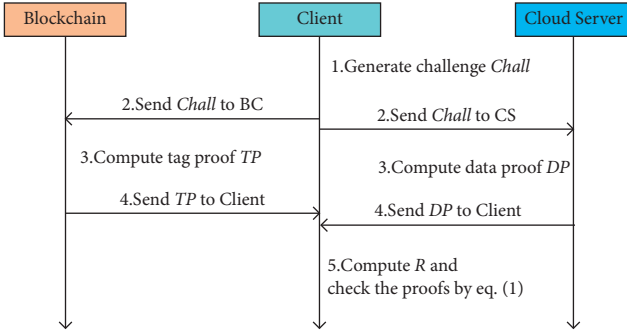 Blockchain
Client
Cloud Server
1.Generate challenge Chall
2.Send Chall to BC
2.Send Chall to CS
3.Compute tag proof TP
3.Compute data proof DP
4.Send TP to Client
4.Send DP to Client
5.Compute R and
check the proofs by eq. (1)